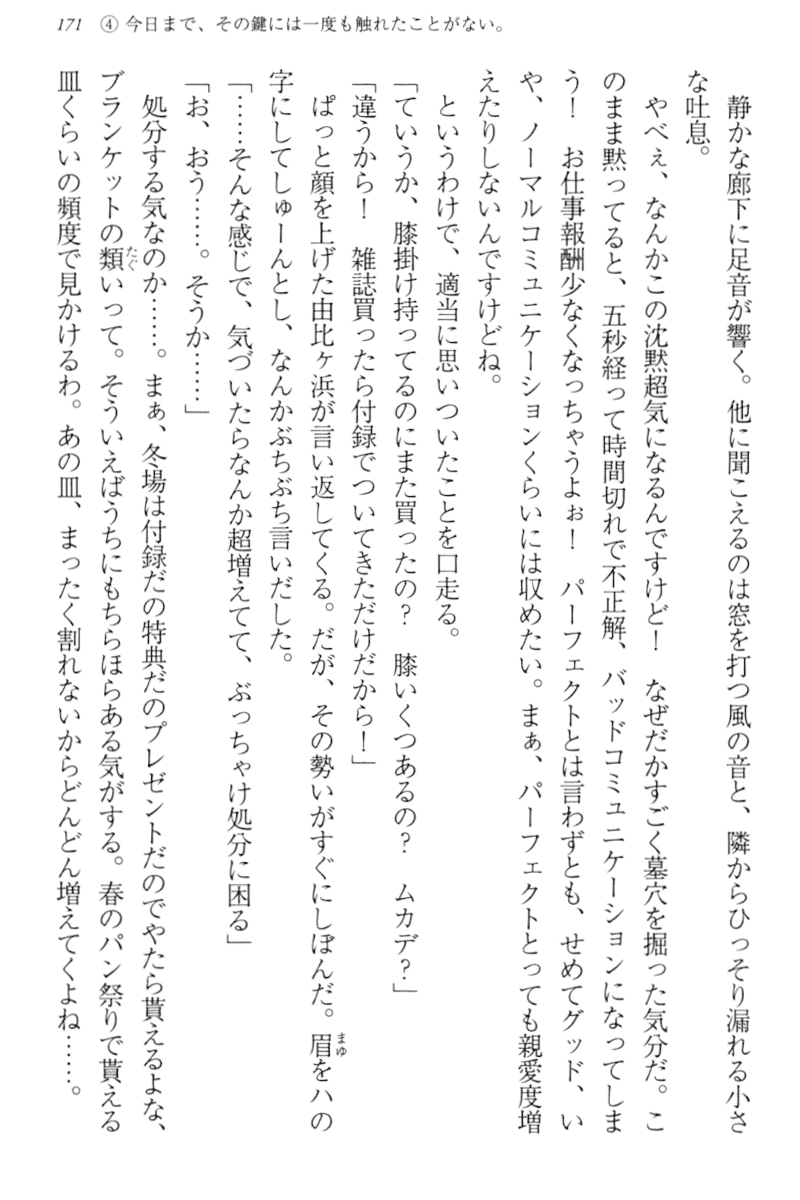 171 ④ 今日まで、その鍵には一度も触れたことがない。
　静かな廊下に足音が響く。他に聞こえるのは窓を打つ風の音と、隣からひっそり漏れる小さ
な吐息。
　やべぇ、なんかこの沈黙超気になるんですけど！　なぜだかすごく墓穴を掘った気分だ。こ
のまま黙ってると、五秒経って時間切れで不正解、バッドコミュニケーションになってしま
う！　お仕事報酬少なくなっちゃうよぉ！　パーフェクトとは言わずとも、せめてグッド、い
や、ノーマルコミュニケーションくらいには収めたい。まぁ、パーフェクトとっても親愛度増
えたりしないんですけどね。
　というわけで、適当に思いついたことを口走る。
「ていうか、膝掛け持ってるのにまた買ったの？　膝いくつあるの？　ムカデ？」
「違うから！　雑誌買ったら付録でついてきただけだから！」
　ぱっと顔を上げた由比ヶ浜が言い返してくる。だが、その勢いがすぐにしぼんだ。眉をハの
字にしてしゅーんとし、なんかぶちぶち言いだした。
「……そんな感じで、気づいたらなんか超増えてて、ぶっちゃけ処分に困る」
「お、おう……。そうか……」
　処分する気なのか……。まぁ、冬場は付録だの特典だのプレゼントだのでやたら貰えるよな、
ブランケットの類いって。そういえばうちにもちらほらある気がする。春のパン祭りで貰える
皿くらいの頻度で見かけるわ。あの皿、まったく割れないからどんどん増えてくよね……。